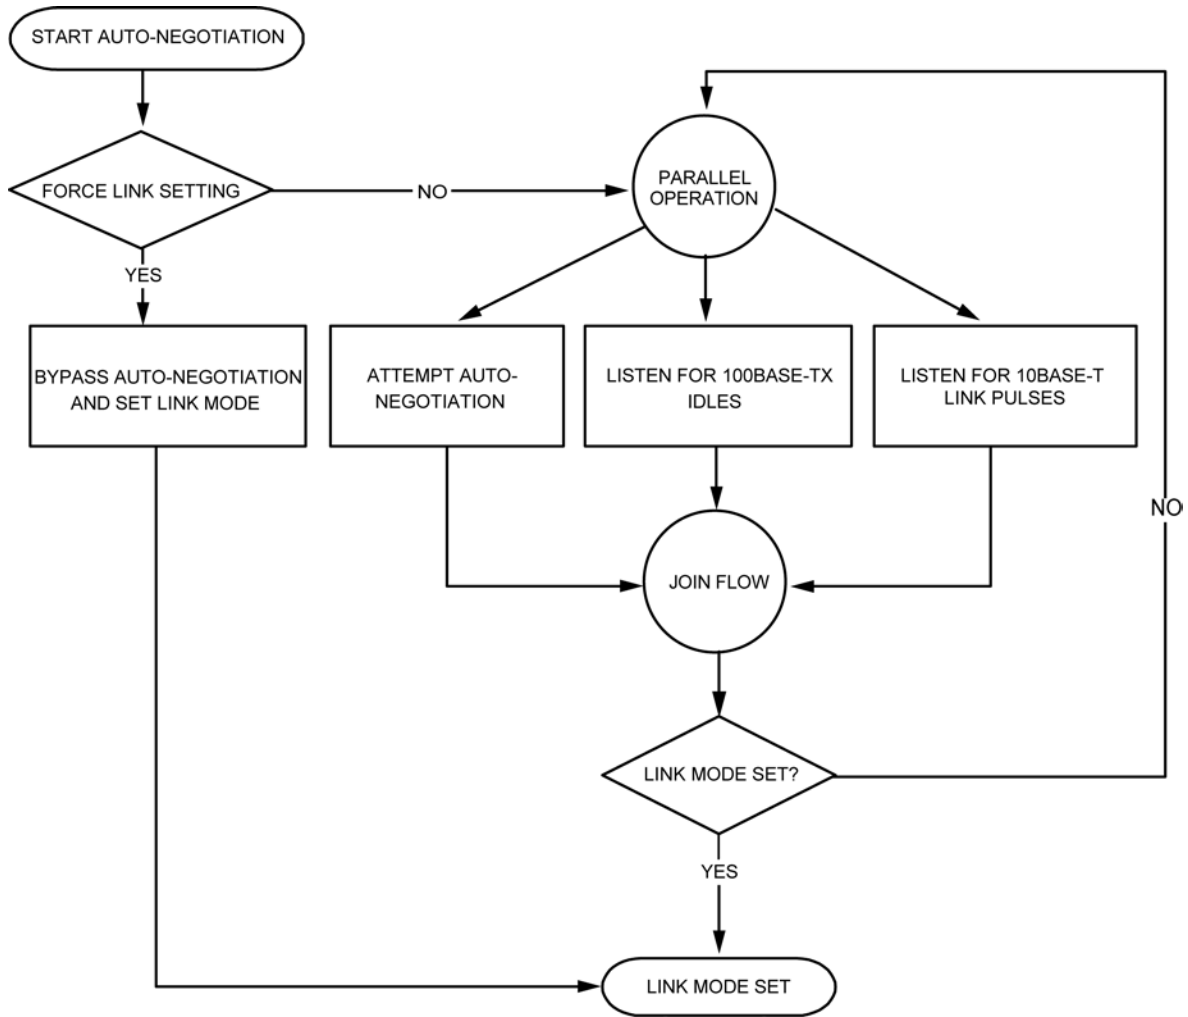 START AUTO-NEGOTIATION
FORCE LINK SETTING
NO
PARALLEL
OPERATION
YES
BYPASS AUTO-NEGOTIATION
AND SET LINK MODE
ATTEMPT AUTO-
NEGOTIATION
LISTEN FOR 100BASE-TX
IDLES
LISTEN FOR 10BASE-T
LINK PULSES
NO
JOIN FLOW
LINK MODE SET?
YES
LINK MODE SET